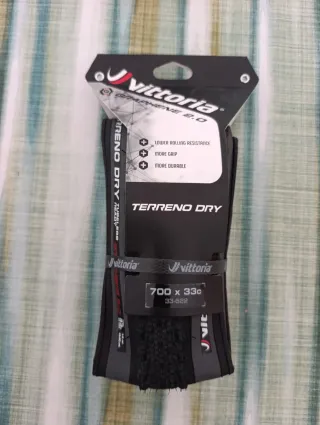 vittoria
GRAPHENE 2.0
LOWER ROLLING RESISTANCE
MORE GRIP
MORE DURABLE
TERRENO DRY
TERRENO DRY
vittoria
700 x 33c
33-622
vittoria